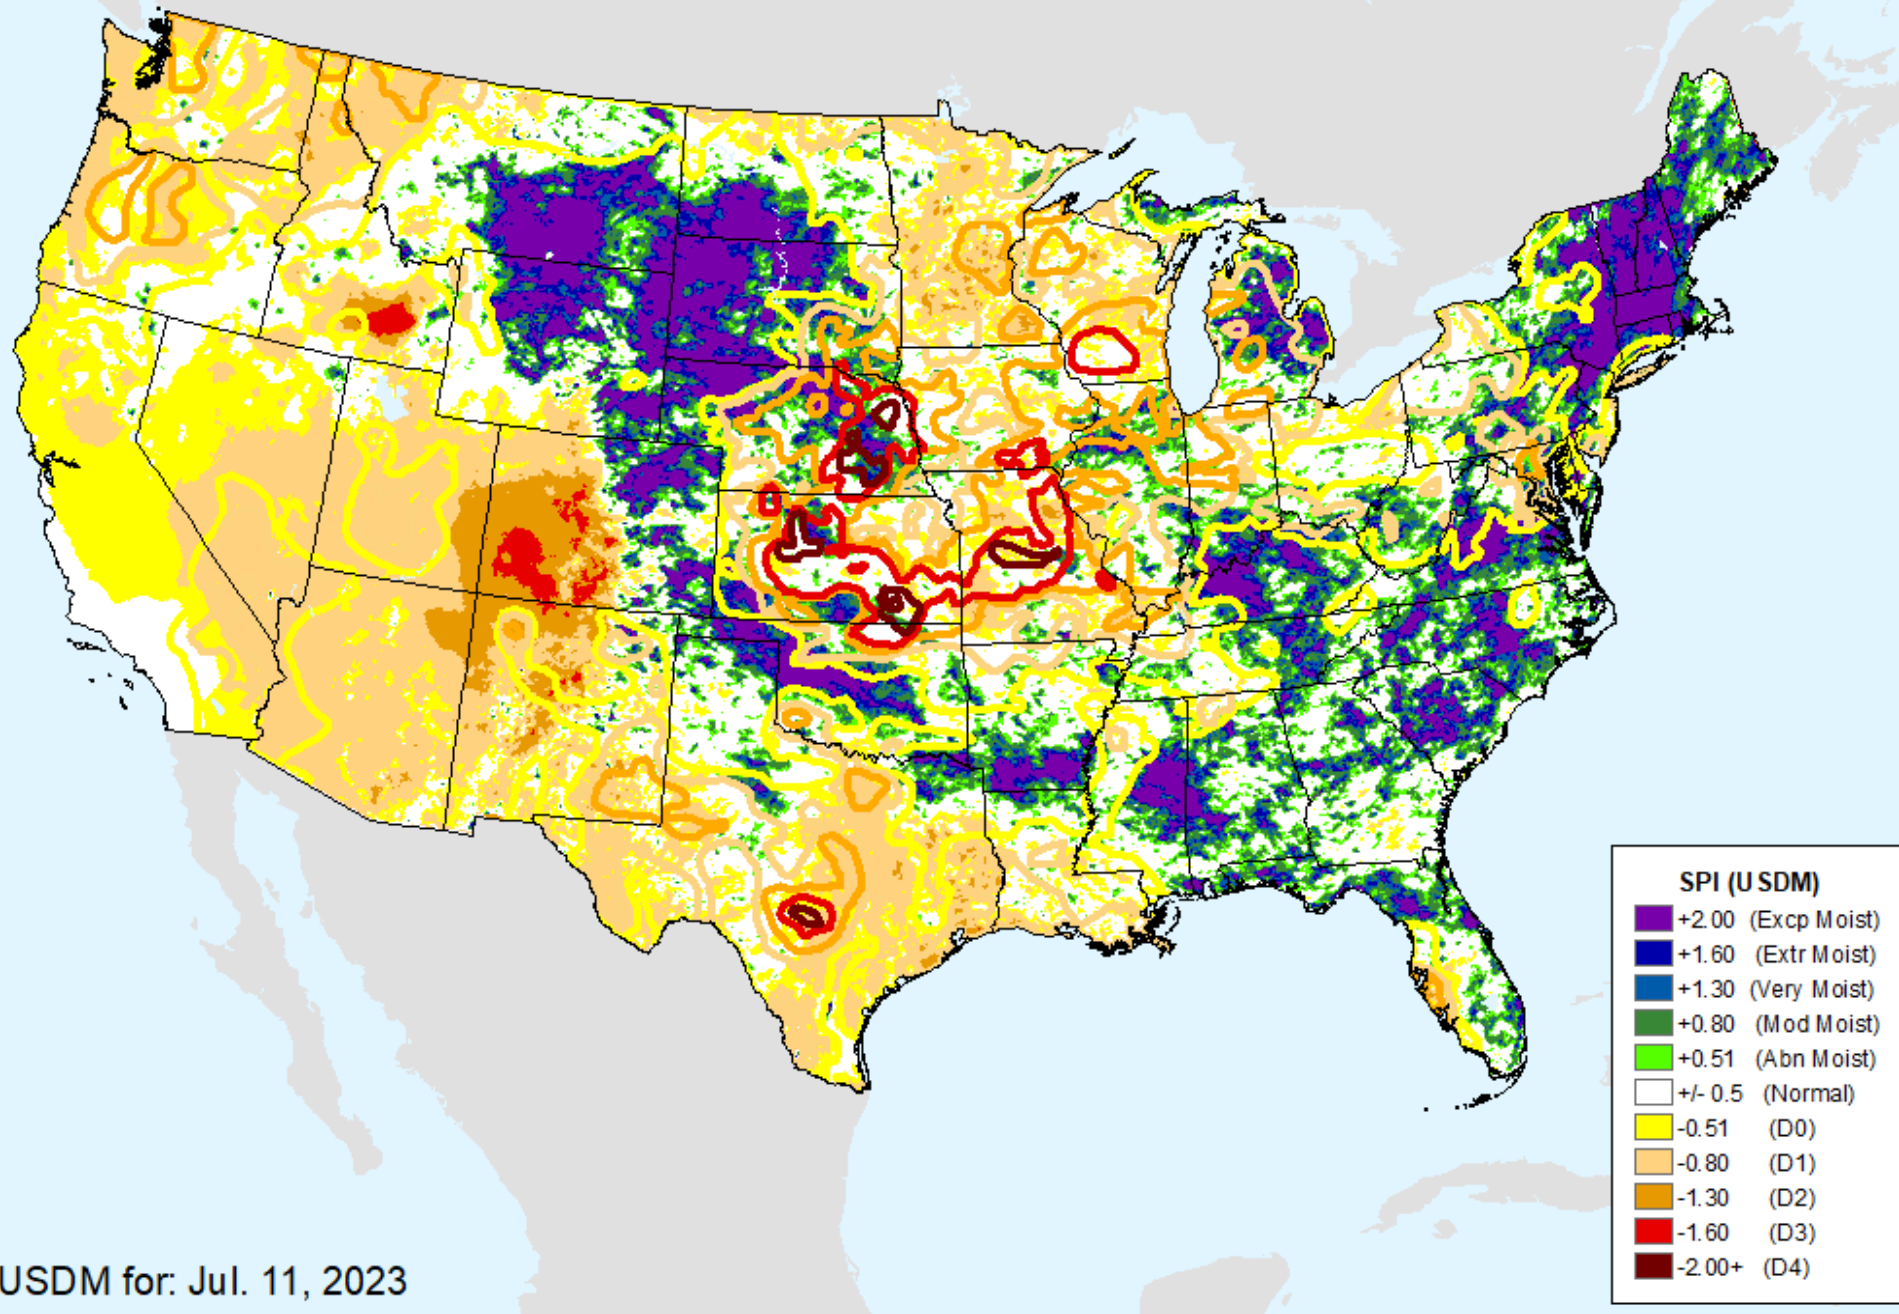 SPI (USDM)
+2.00 (Excp Moist)
+1.60 (Extr Moist)
+1.30 (Very Moist)
+0.80 (Mod Moist)
+0.51 (Abn Moist)
+/- 0.5 (Normal)
-0.51 (D0)
-0.80 (D1)
-1.30 (D2)
-1.60 (D3)
-2.00+ (D4)
USDM for: Jul. 11, 2023